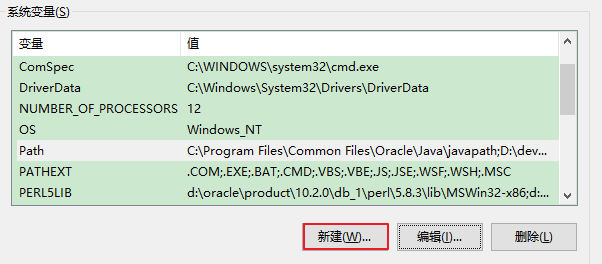 系统变量(S)
变量 值
ComSpec C:\WINDOWS\system32\cmd.exe
DriverData C:\Windows\System32\Drivers\DriverData
NUMBER_OF_PROCESSORS 12
OS Windows_NT
Path C:\Program Files\Common Files\Oracle\Java\javapath;D:\dev...
PATHEXT .COM;.EXE;.BAT;.CMD;.VBS;.VBE;.JS;.JSE;.WSF;.WSH;.MSC
PERL5LIB d:\oracle\product\10.2.0\db_1\perl\5.8.3\lib\MSWin32-x86;d:...
新建(W)... 编辑(I)... 删除(L)